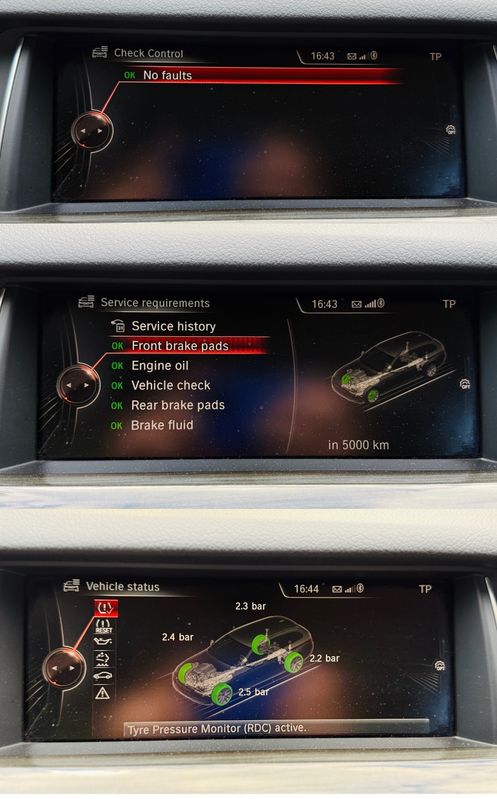 Check Control
16:43
TP
OK No faults
OFF
Service requirements
16:43
TP
Service history
OK Front brake pads
OK Engine oil
OK Vehicle check
OK Rear brake pads
OK Brake fluid
OFF
in 5000 km
Vehicle status
16:44
TP
2.3 bar
RESET
2.4 bar
2.2 bar
OFF
2.5 bar
Tyre Pressure Monitor (RDC) active.